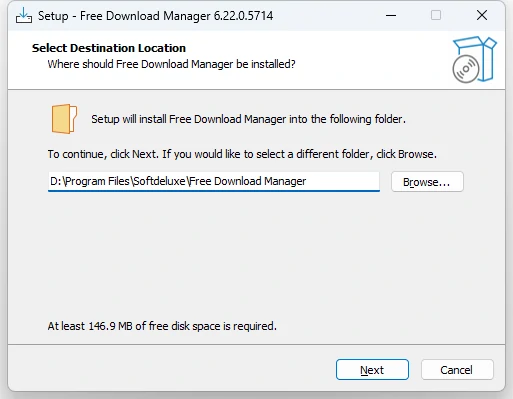 Setup - Free Download Manager 6.22.0.5714
Select Destination Location
Where should Free Download Manager be installed?
Setup will install Free Download Manager into the following folder.
To continue, click Next. If you would like to select a different folder, click Browse.
D:\Program Files\Softdeluxe\Free Download Manager
Browse...
At least 146.9 MB of free disk space is required.
Next
Cancel